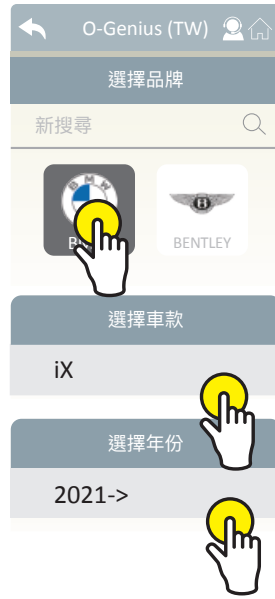 O-Genius (TW)
選擇品牌
新搜尋
BMW
BENTLEY
選擇車款
iX
選擇年份
2021->